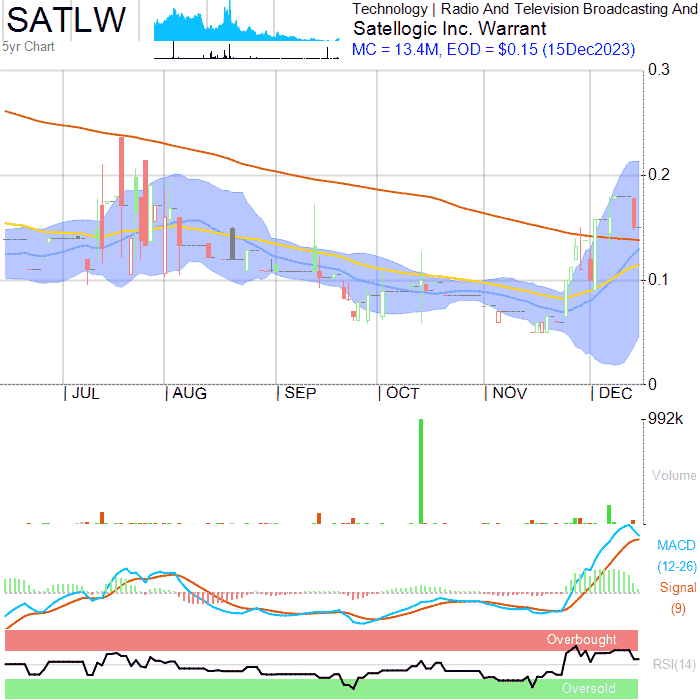 SATLW
5yr Chart
Technology | Radio And Television Broadcasting And
Satellogic Inc. Warrant
MC = 13.4M, EOD = $0.15 (15Dec2023)
0.3
0.2
0.1
0
| JUL
| AUG
| SEP
| OCT
| NOV
| DEC
992k
Volume
MACD
(12-26)
Signal
(9)
Overbought
RSI(14)
Oversold